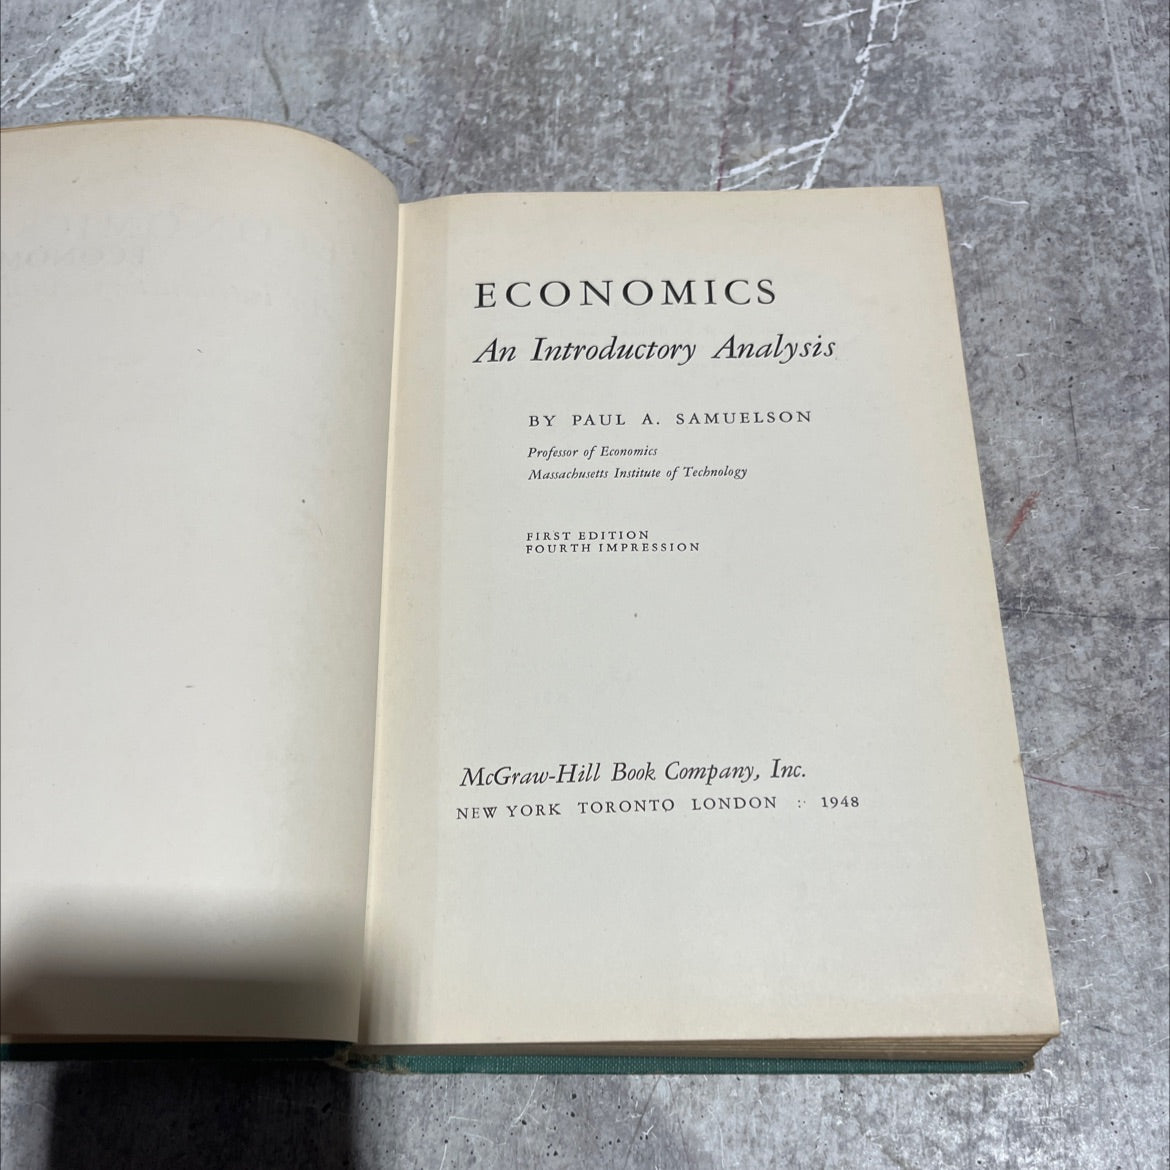 ECONOMICS
An Introductory Analysis
BY PAUL A. SAMUELSON
Professor of Economics
Massachusetts Institute of Technology
FIRST EDITION
FOURTH IMPRESSION
McGraw-Hill Book Company, Inc.
NEW YORK TORONTO LONDON : 1948